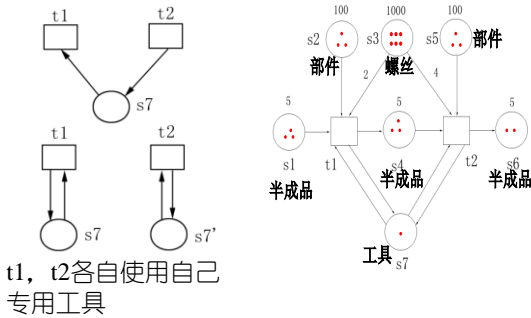 t1
t2
s7
t1
t2
s7
s7'
t1，t2各自使用自己
专用工具
100
1000
100
s2
s3
s5
部件
部件
螺丝
2
4
5
5
5
s1
t1
s4
t2
s6
半成品
半成品
半成品
工具
s7